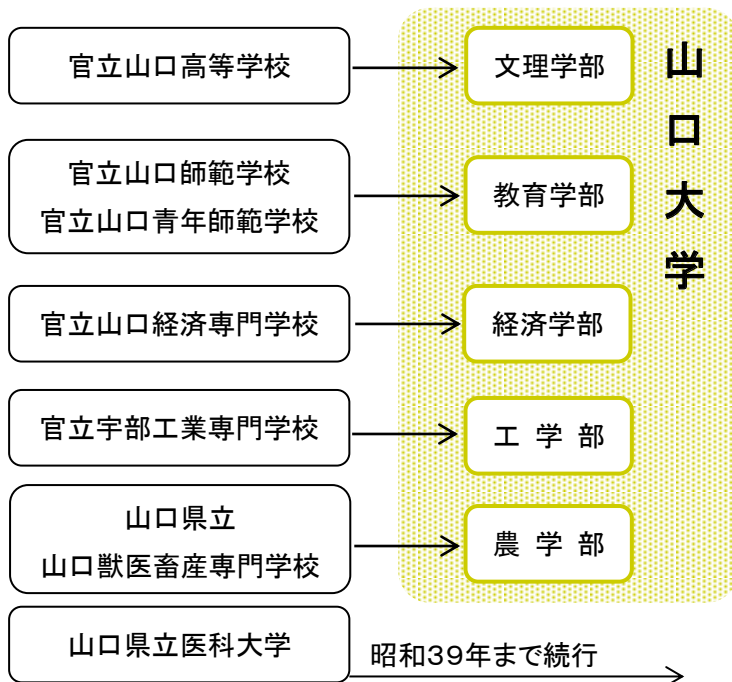 官立山口高等学校
文理学部
官立山口師範学校
官立山口青年師範学校
教育学部
官立山口経済専門学校
経済学部
官立宇部工業専門学校
工学部
山口県立
山口獣医畜産専門学校
農学部
山口県立医科大学
昭和39年まで続行
山口大学